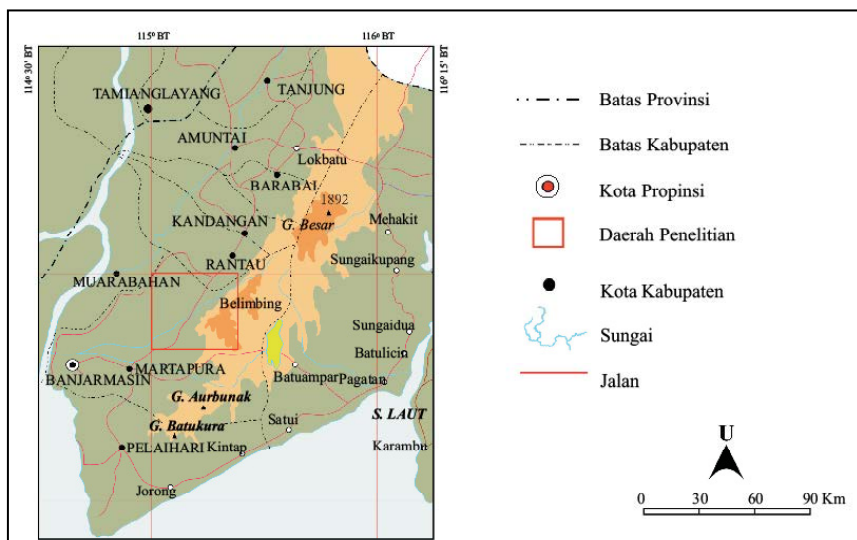 115º BT
116º BT
114º 30' BT
116º 15' BT
TAMIANGLAYANG
TANJUNG
AMUNTAI
Lokbatu
BARABAI
1892
G. Besar
KANDANGAN
Mehakit
RANTAU
Sungaikupang
MUARABAHAN
Belimbing
Sungaidua
Batulicin
BANJARMASIN
MARTAPURA
Batuampar
Pagatan
G. Aurbunak
S. LAUT
G. Batukura
Satui
PELAIHARI
Kintap
Karambu
Jorong
Batas Provinsi
Batas Kabupaten
Kota Propinsi
Daerah Penelitian
Kota Kabupaten
Sungai
Jalan
U
0 30 60 90 Km